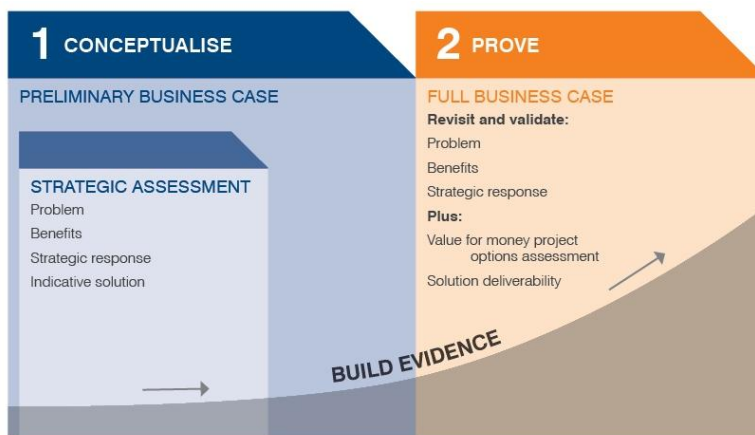 1 CONCEPTUALISE
PRELIMINARY BUSINESS CASE
STRATEGIC ASSESSMENT
Problem
Benefits
Strategic response
Indicative solution
2 PROVE
FULL BUSINESS CASE
Revisit and validate:
Problem
Benefits
Strategic response
Plus:
Value for money project
options assessment
Solution deliverability
BUILD EVIDENCE